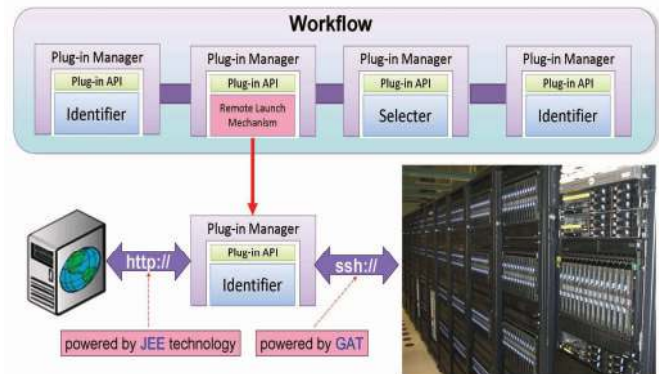 Workflow
Plug-in Manager Plug-in Manager Plug-in Manager Plug-in Manager
Plug-in API Plug-in API Plug-in API Plug-in API
Identifier Remote Launch Mechanism Selecter Identifier
Plug-in Manager
Plug-in API
http:// Identifier ssh://
powered by JEE technology powered by GAT